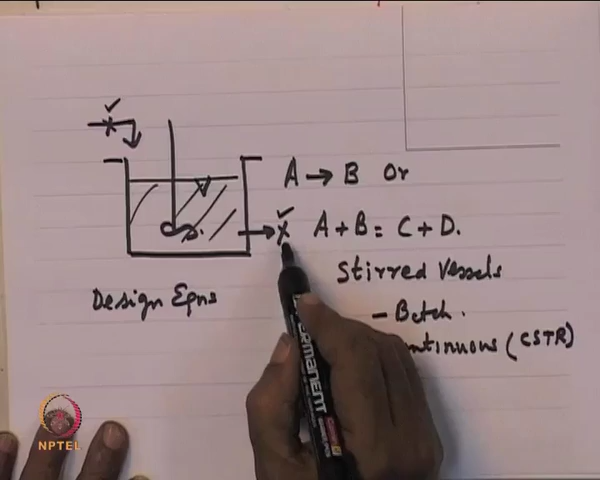 A → B Or
A + B = C + D.
Stirred Vessels
Design Eqns
- Batch.
ntinuous (CSTR)
PERMANENT
NPTEL